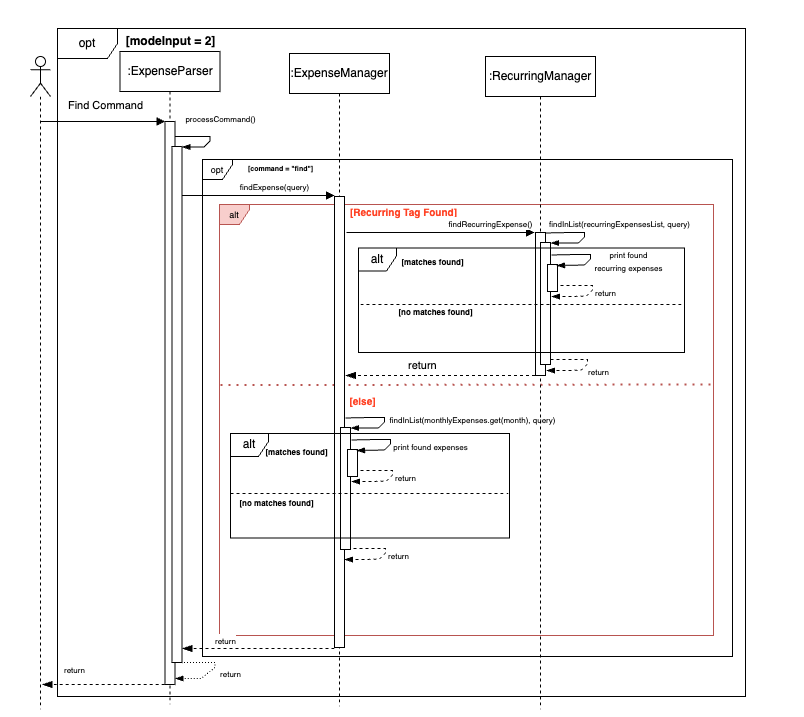 opt
[modeInput = 2]
:ExpenseParser
:ExpenseManager
:RecurringManager
Find Command
processCommand()
opt
[command = "find"]
findExpense(query)
alt
[Recurring Tag Found]
findRecurringExpense()
findInList(recurringExpensesList, query)
alt
[matches found]
print found
recurring expenses
return
[no matches found]
return
return
[else]
findInList(monthlyExpenses.get(month), query)
alt
[matches found]
print found expenses
return
[no matches found]
return
return
return
return